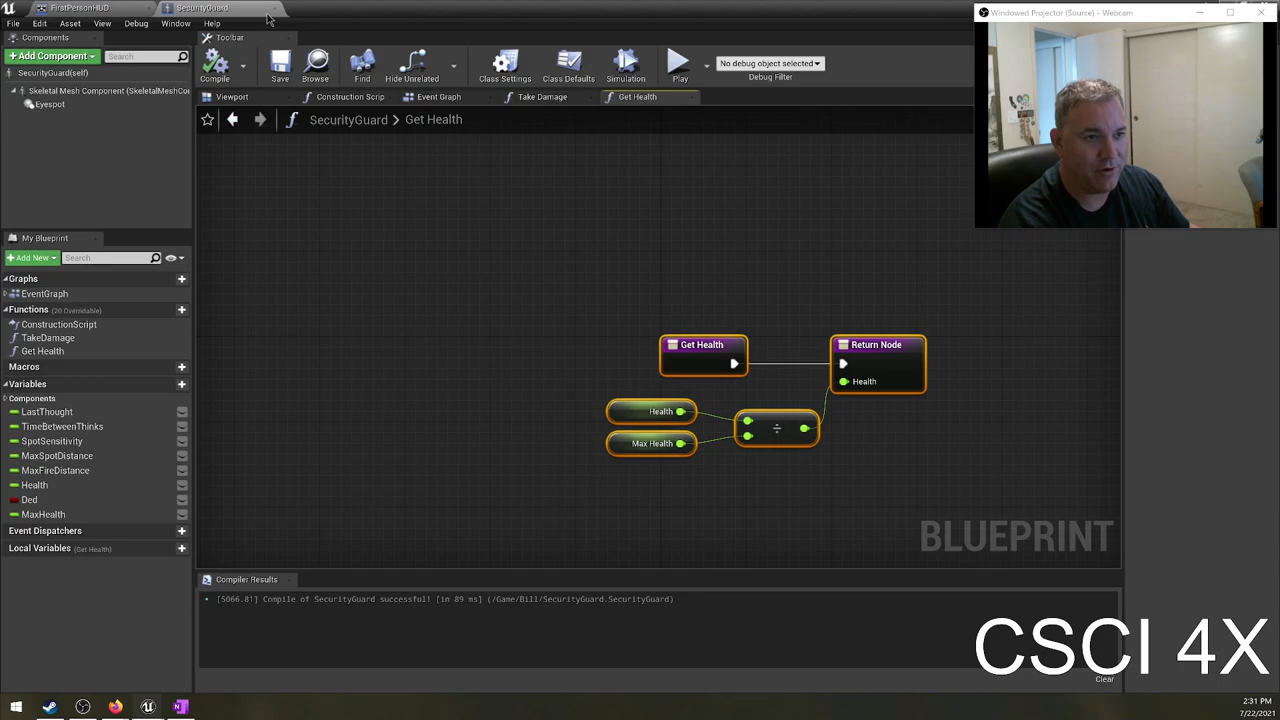 FirstPersonHUD
SecurityGuard
File Edit Asset View Debug Window Help
Windowed Projector (Source) - Webcam
Components
Toolbar
Add Component
Search
SecurityGuard(self)
Skeletal Mesh Component (SkeletalMeshCor
Eyespot
Compile
Save
Browse
Find
Hide Unrelated
Class Settings
Class Defaults
Simulation
Play
No debug object selected
Debug Filter
Viewport
Construction Scrip
Event Graph
Take Damage
Get Health
SecurityGuard > Get Health
My Blueprint
Add New
Search
Graphs
EventGraph
Functions (20 Overridable)
ConstructionScript
TakeDamage
Get Health
Macros
Variables
Components
LastThought
TimeBetweenThinks
SpotSensitivity
MaxSpotDistance
MaxFireDistance
Health
Ded
MaxHealth
Event Dispatchers
Local Variables (Get Health)
Get Health
Return Node
Health
Health
Max Health
÷
BLUEPRINT
Compiler Results
[5066.81] Compile of SecurityGuard successful! [in 89 ms] (/Game/Bill/SecurityGuard.SecurityGuard)
CSCI 4X
Clear
2:31 PM
7/22/2021